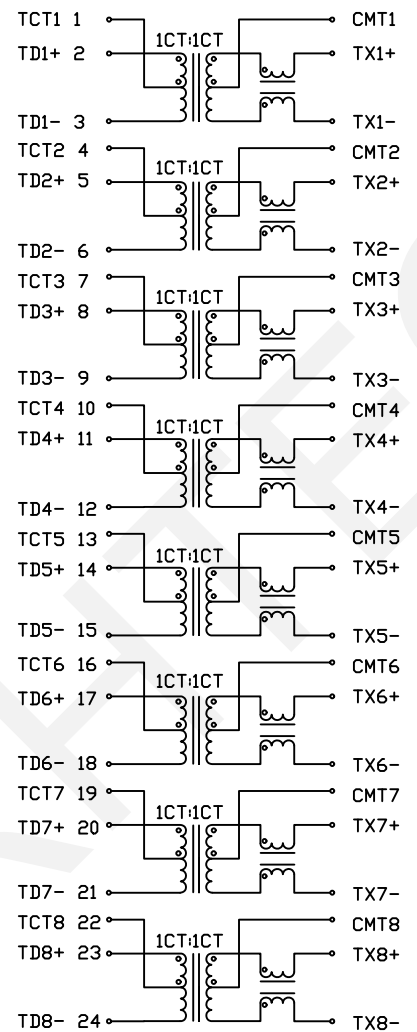 TCT1 1 CMT1
1CT:1CT
TD1+ 2 TX1+
TD1- 3 TX1-
TCT2 4 CMT2
1CT:1CT
TD2+ 5 TX2+
TD2- 6 TX2-
TCT3 7 CMT3
1CT:1CT
TD3+ 8 TX3+
TD3- 9 TX3-
TCT4 10 CMT4
1CT:1CT
TD4+ 11 TX4+
TD4- 12 TX4-
TCT5 13 CMT5
1CT:1CT
TD5+ 14 TX5+
TD5- 15 TX5-
TCT6 16 CMT6
1CT:1CT
TD6+ 17 TX6+
TD6- 18 TX6-
TCT7 19 CMT7
1CT:1CT
TD7+ 20 TX7+
TD7- 21 TX7-
TCT8 22 CMT8
1CT:1CT
TD8+ 23 TX8+
TD8- 24 TX8-